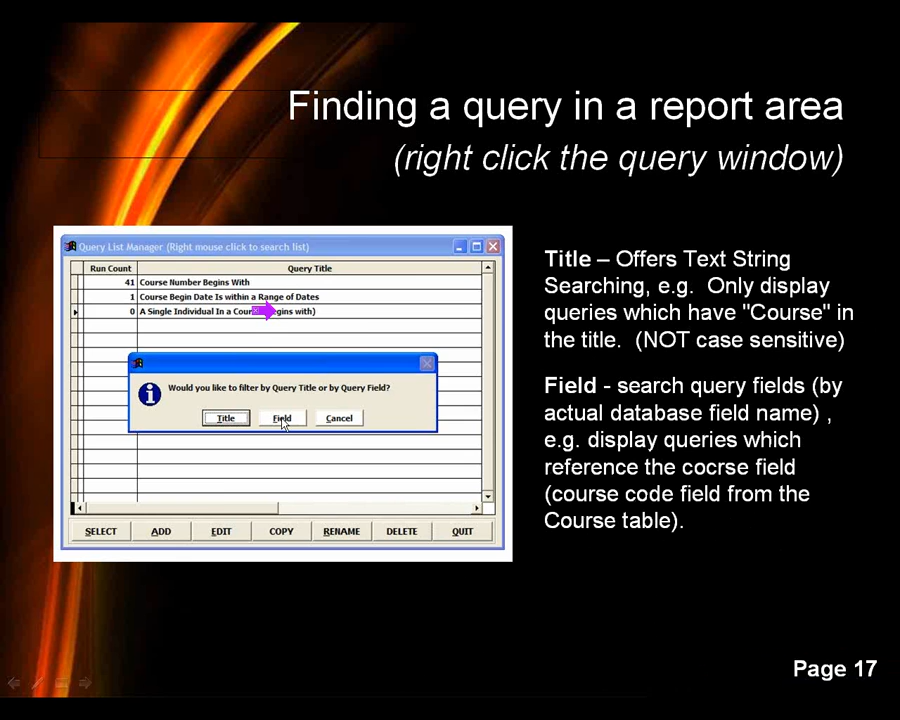 Finding a query in a report area
(right click the query window)
Query List Manager (Right mouse click to search list)
Run Count Query Title
41 Course Number Begins With
1 Course Begin Date Is within a Range of Dates
0 A Single Individual In a Cour egins with)
Would you like to filter by Query Title or by Query Field?
Title Field Cancel
SELECT ADD EDIT COPY RENAME DELETE QUIT
Title – Offers Text String
Searching, e.g. Only display
queries which have "Course" in
the title. (NOT case sensitive)
Field - search query fields (by
actual database field name) ,
e.g. display queries which
reference the cocrse field
(course code field from the
Course table).
Page 17